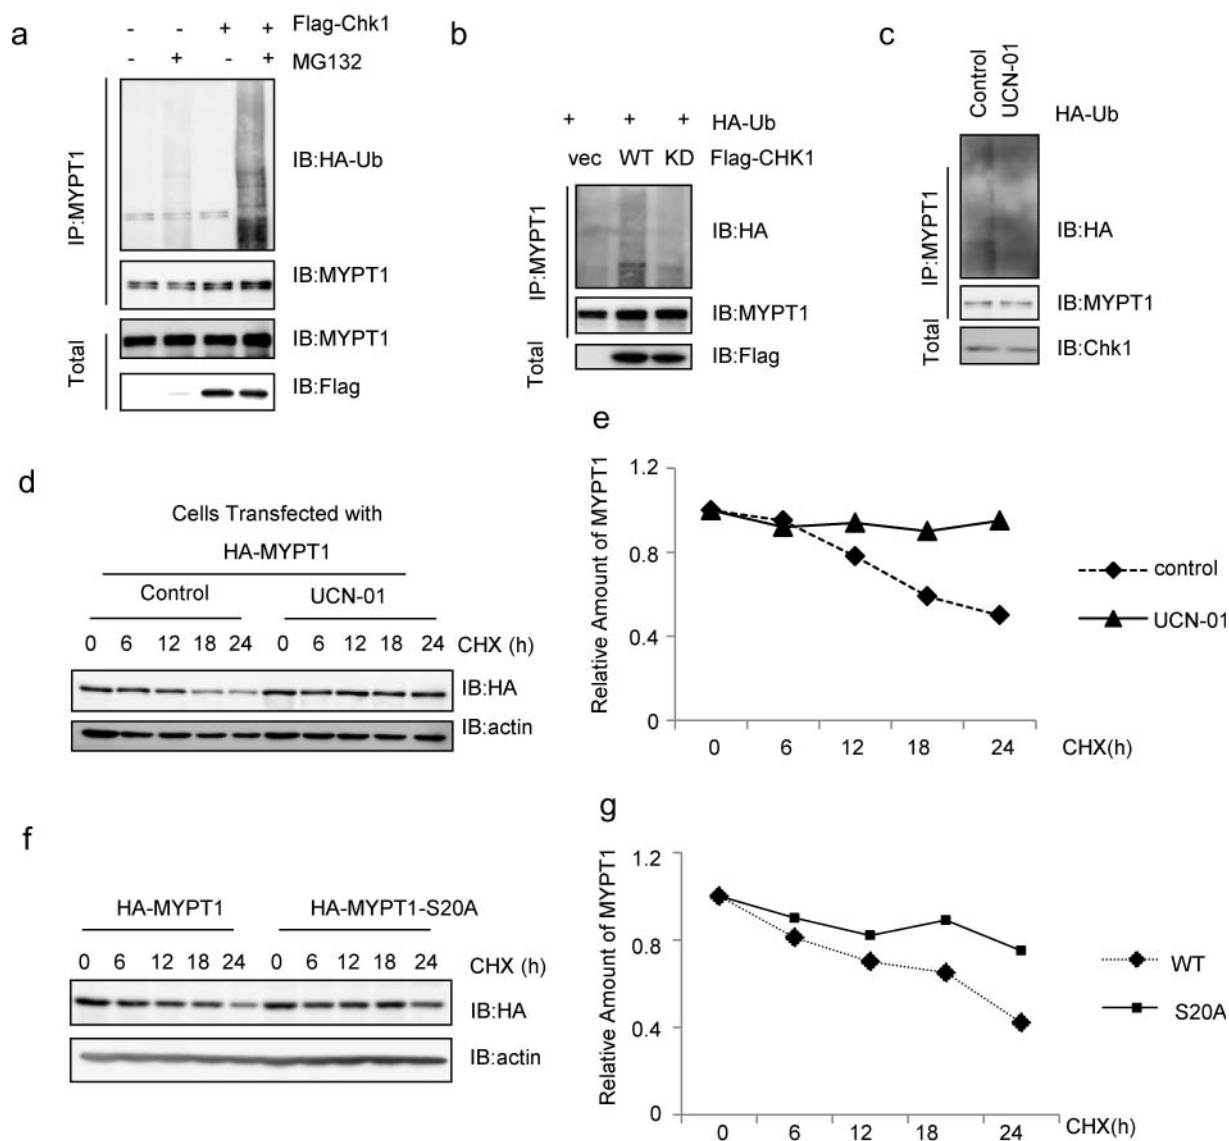 a
- - + + Flag-Chk1
- + - + MG132
IP:MYPT1
IB:HA-Ub
IB:MYPT1
Total
IB:MYPT1
IB:Flag
b
+ + + HA-Ub
vec WT KD Flag-CHK1
IP:MYPT1
IB:HA
IB:MYPT1
Total
IB:Flag
c
Control
UCN-01
HA-Ub
IP:MYPT1
IB:HA
IB:MYPT1
Total
IB:Chk1
d
Cells Transfected with
HA-MYPT1
Control UCN-01
0 6 12 18 24 0 6 12 18 24 CHX (h)
IB:HA
IB:actin
e
Relative Amount of MYPT1
1.2
0.8
0.4
0
0 6 12 18 24 CHX(h)
control
UCN-01
f
HA-MYPT1 HA-MYPT1-S20A
0 6 12 18 24 0 6 12 18 24 CHX (h)
IB:HA
IB:actin
g
Relative Amount of MYPT1
1.2
0.8
0.4
0
0 6 12 18 24 CHX(h)
WT
S20A